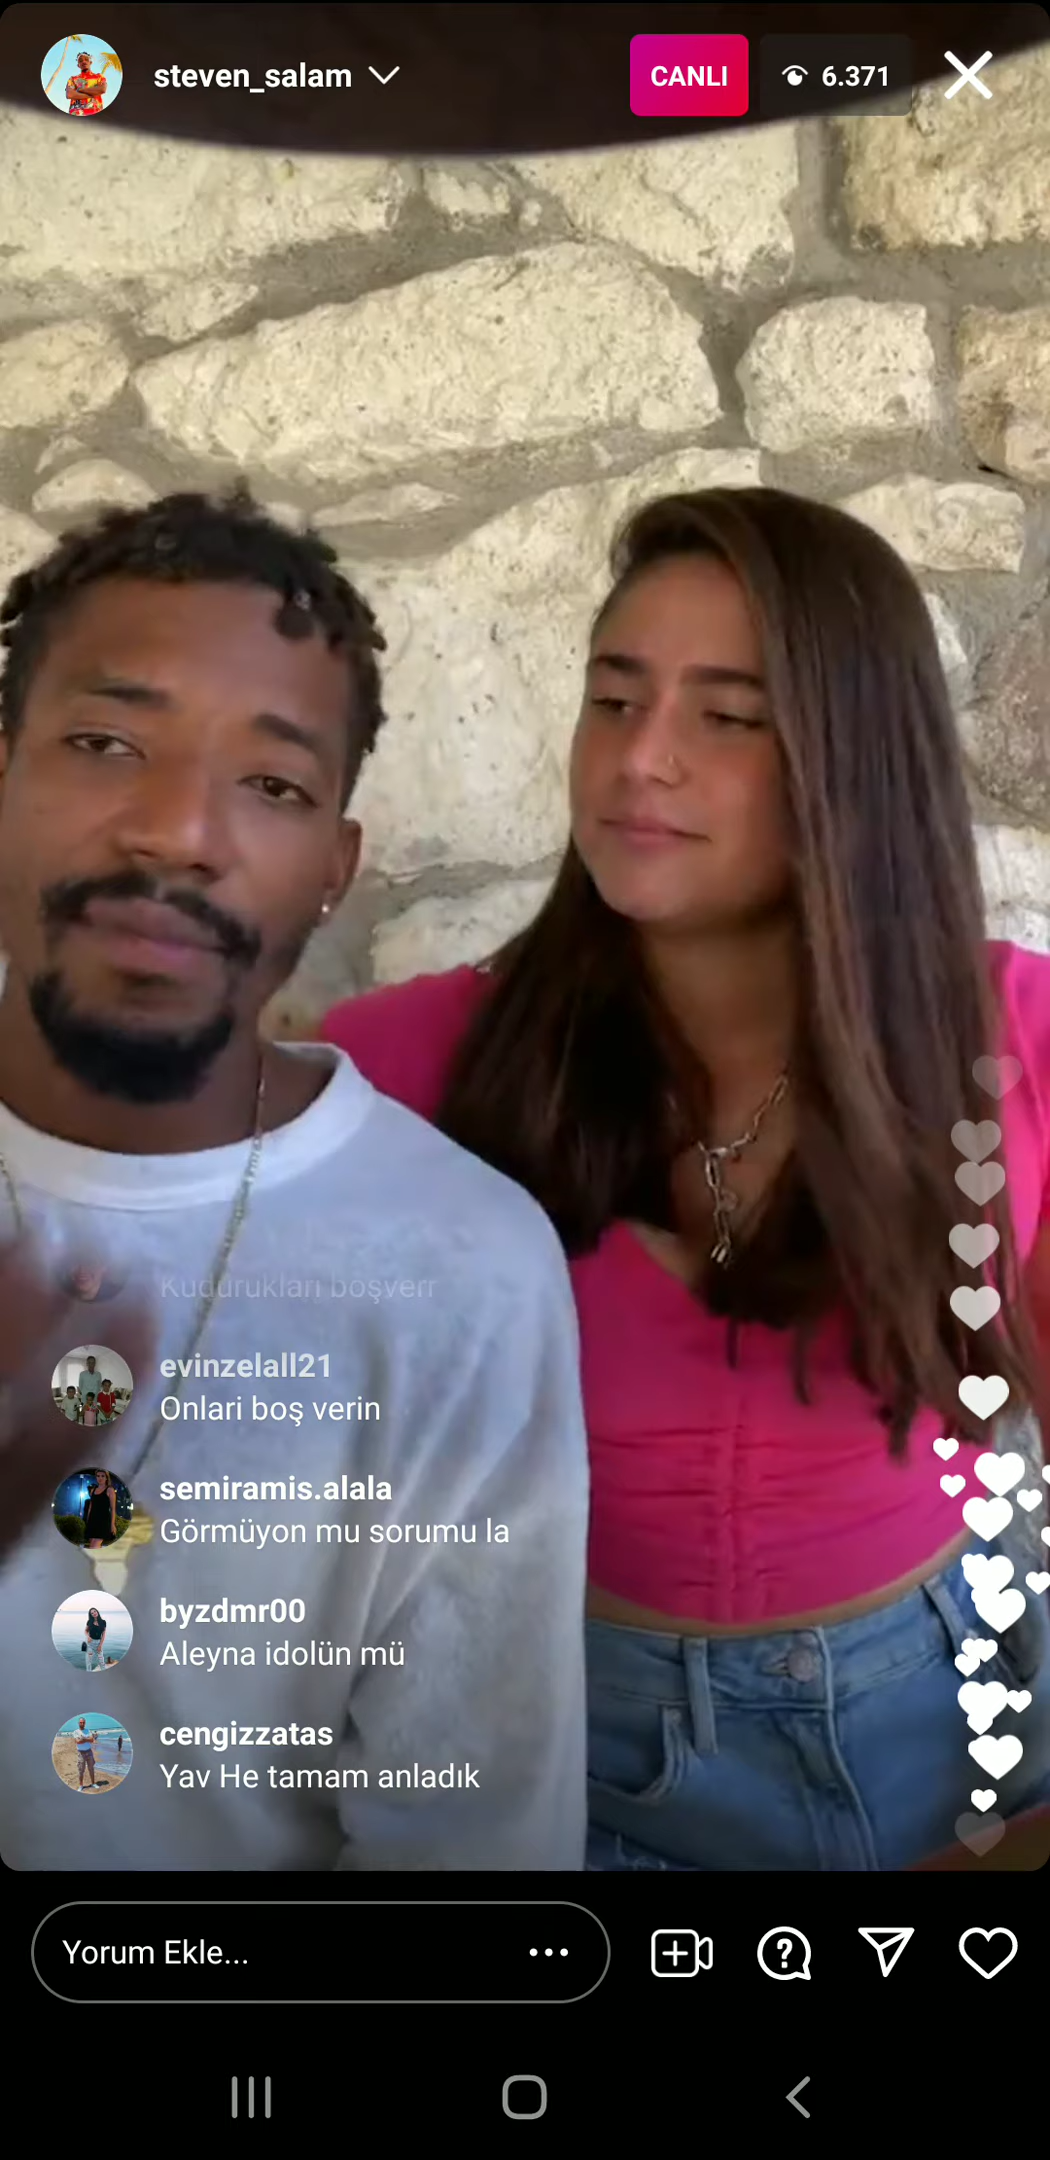 steven_salam
CANLI
6.371
Kudurukları boşverr
evinzelall21
Onlari boş verin
semiramis.alala
Görmüyon mu sorumu la
byzdmr00
Aleyna idolün mü
cengizzatas
Yav He tamam anladık
Yorum Ekle...